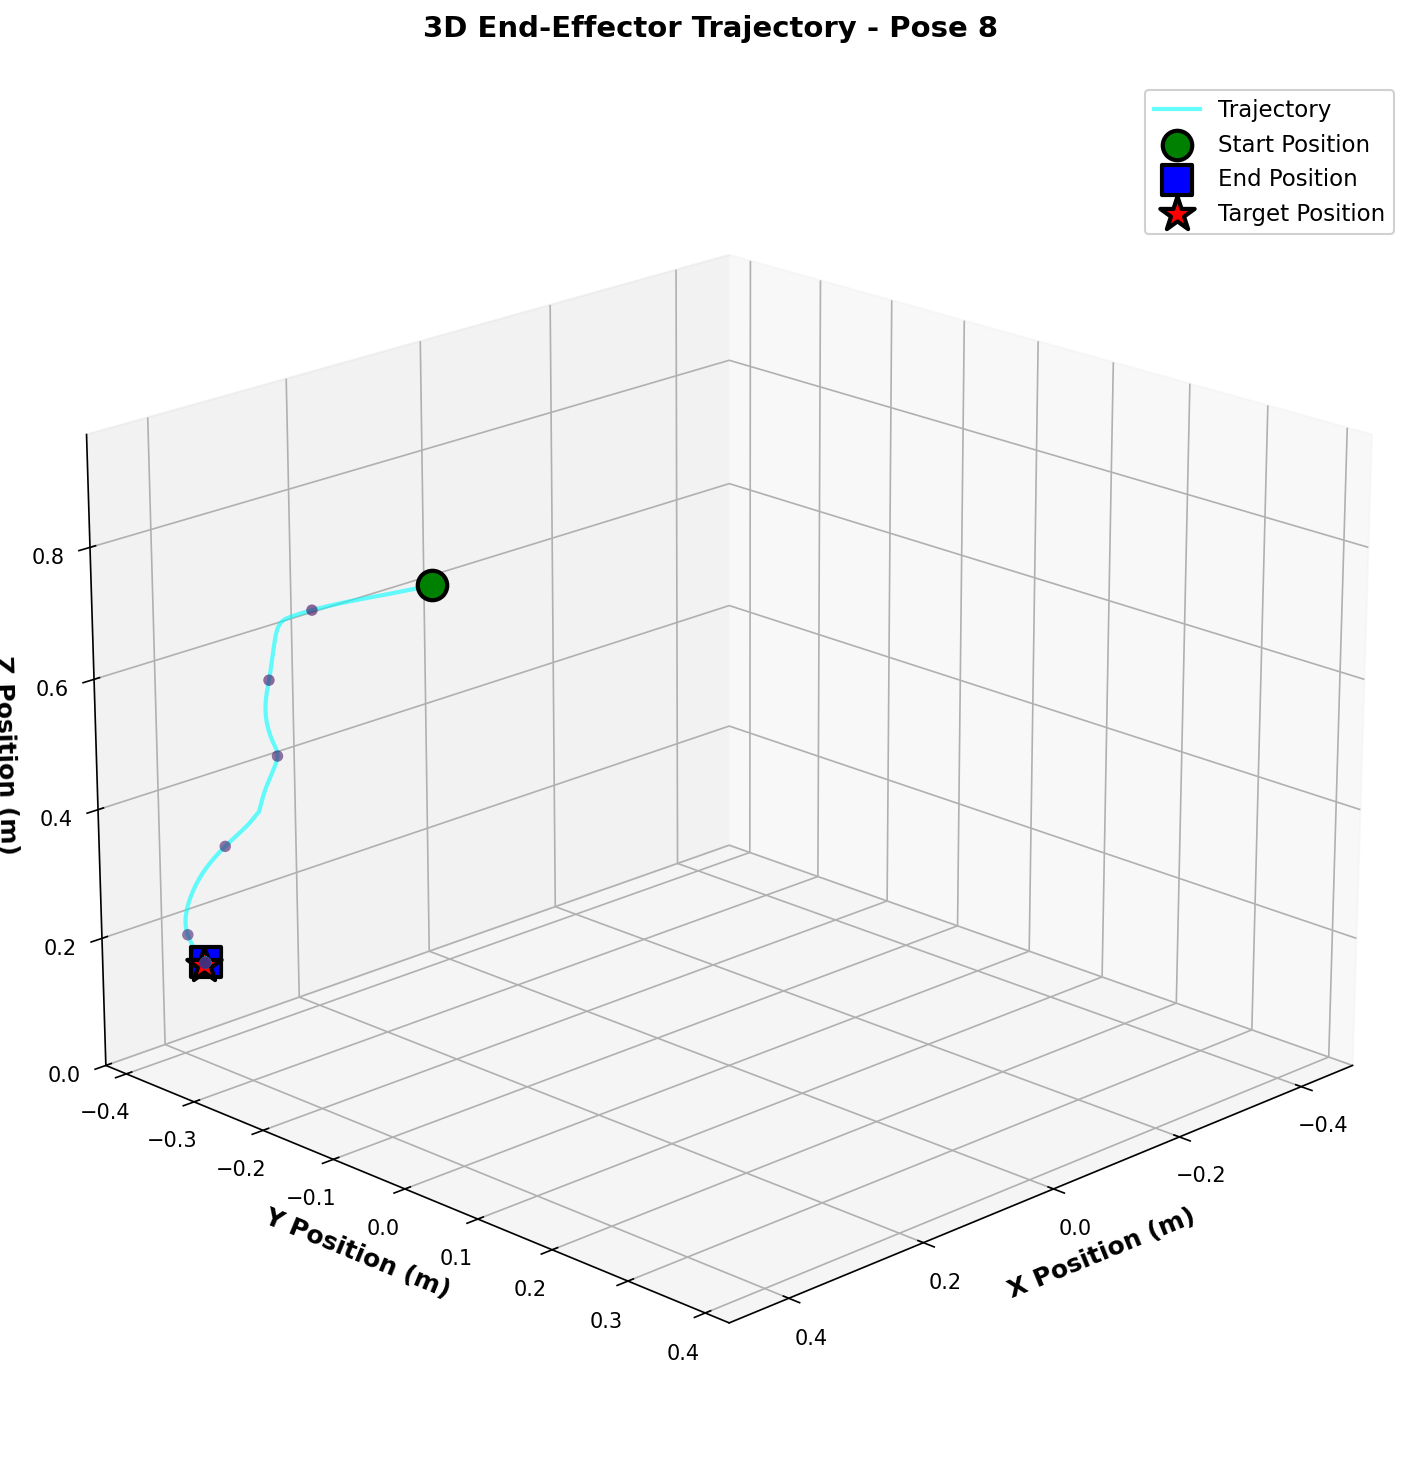 3D End-Effector Trajectory - Pose 8
Trajectory
Start Position
End Position
Target Position
0.8
0.6
0.4
0.2
0.0
Z Position (m)
−0.4
−0.3
−0.2
−0.1
0.0
0.1
0.2
0.3
0.4
Y Position (m)
−0.4
−0.2
0.0
0.2
0.4
X Position (m)